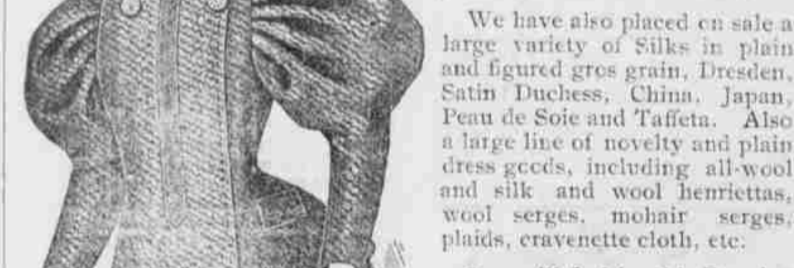 We have also placed on sale a
large variety of Silks in plain
and figured gros grain, Dresden,
Satin Duchess, China, Japan,
Peau de Soie and Taffeta. Also
a large line of novelty and plain
dress goods, including all-wool
and silk and wool henriettas,
wool serges, mohair serges,
plaids, cravenette cloth, etc.